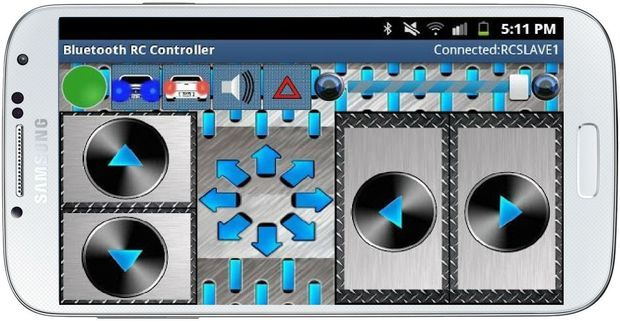 5:11 PM
Bluetooth RC Controller
Connected:RCSLAVE1
SAMSUNG